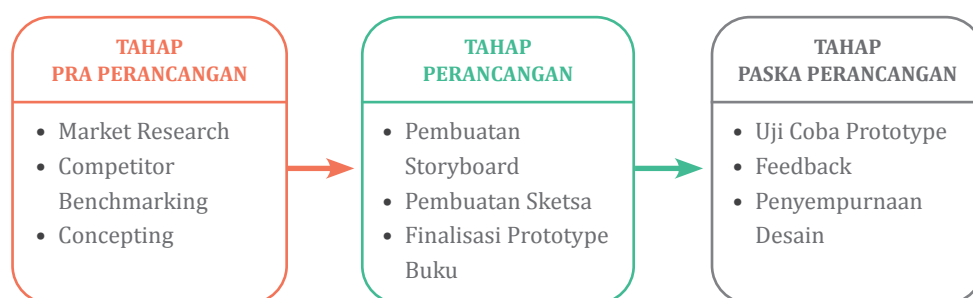 TAHAP
PRA PERANCANGAN
• Market Research
• Competitor
Benchmarking
• Concepting
TAHAP
PERANCANGAN
• Pembuatan
Storyboard
• Pembuatan Sketsa
• Finalisasi Prototype
Buku
TAHAP
PASKA PERANCANGAN
• Uji Coba Prototype
• Feedback
• Penyempurnaan
Desain